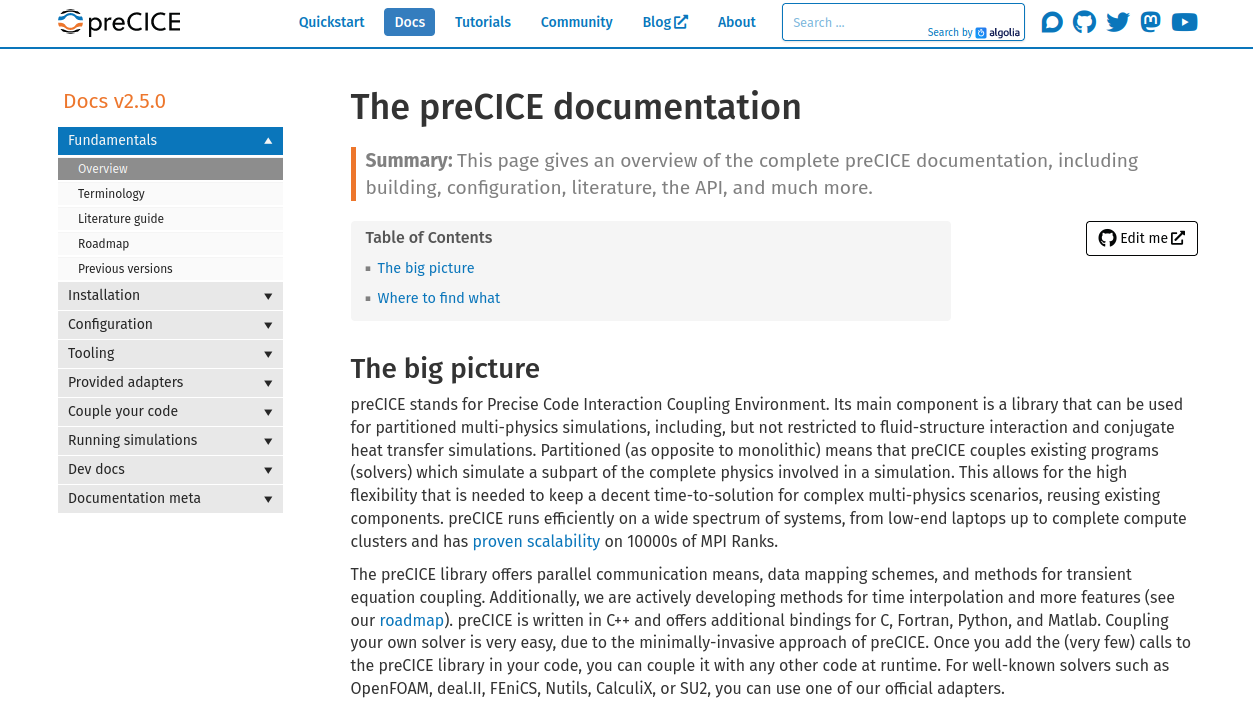 preCICE
Quickstart Docs Tutorials Community Blog About
Search ...
Search by algolia
Docs v2.5.0
Fundamentals
Overview
Terminology
Literature guide
Roadmap
Previous versions
Installation
Configuration
Tooling
Provided adapters
Couple your code
Running simulations
Dev docs
Documentation meta
The preCICE documentation
Summary: This page gives an overview of the complete preCICE documentation, including
building, configuration, literature, the API, and much more.
Table of Contents
The big picture
Where to find what
Edit me
The big picture
preCICE stands for Precise Code Interaction Coupling Environment. Its main component is a library that can be used
for partitioned multi-physics simulations, including, but not restricted to fluid-structure interaction and conjugate
heat transfer simulations. Partitioned (as opposite to monolithic) means that preCICE couples existing programs
(solvers) which simulate a subpart of the complete physics involved in a simulation. This allows for the high
flexibility that is needed to keep a decent time-to-solution for complex multi-physics scenarios, reusing existing
components. preCICE runs efficiently on a wide spectrum of systems, from low-end laptops up to complete compute
clusters and has proven scalability on 10000s of MPI Ranks.
The preCICE library offers parallel communication means, data mapping schemes, and methods for transient
equation coupling. Additionally, we are actively developing methods for time interpolation and more features (see
our roadmap). preCICE is written in C++ and offers additional bindings for C, Fortran, Python, and Matlab. Coupling
your own solver is very easy, due to the minimally-invasive approach of preCICE. Once you add the (very few) calls to
the preCICE library in your code, you can couple it with any other code at runtime. For well-known solvers such as
OpenFOAM, deal.II, FEniCS, Nutils, CalculiX, or SU2, you can use one of our official adapters.